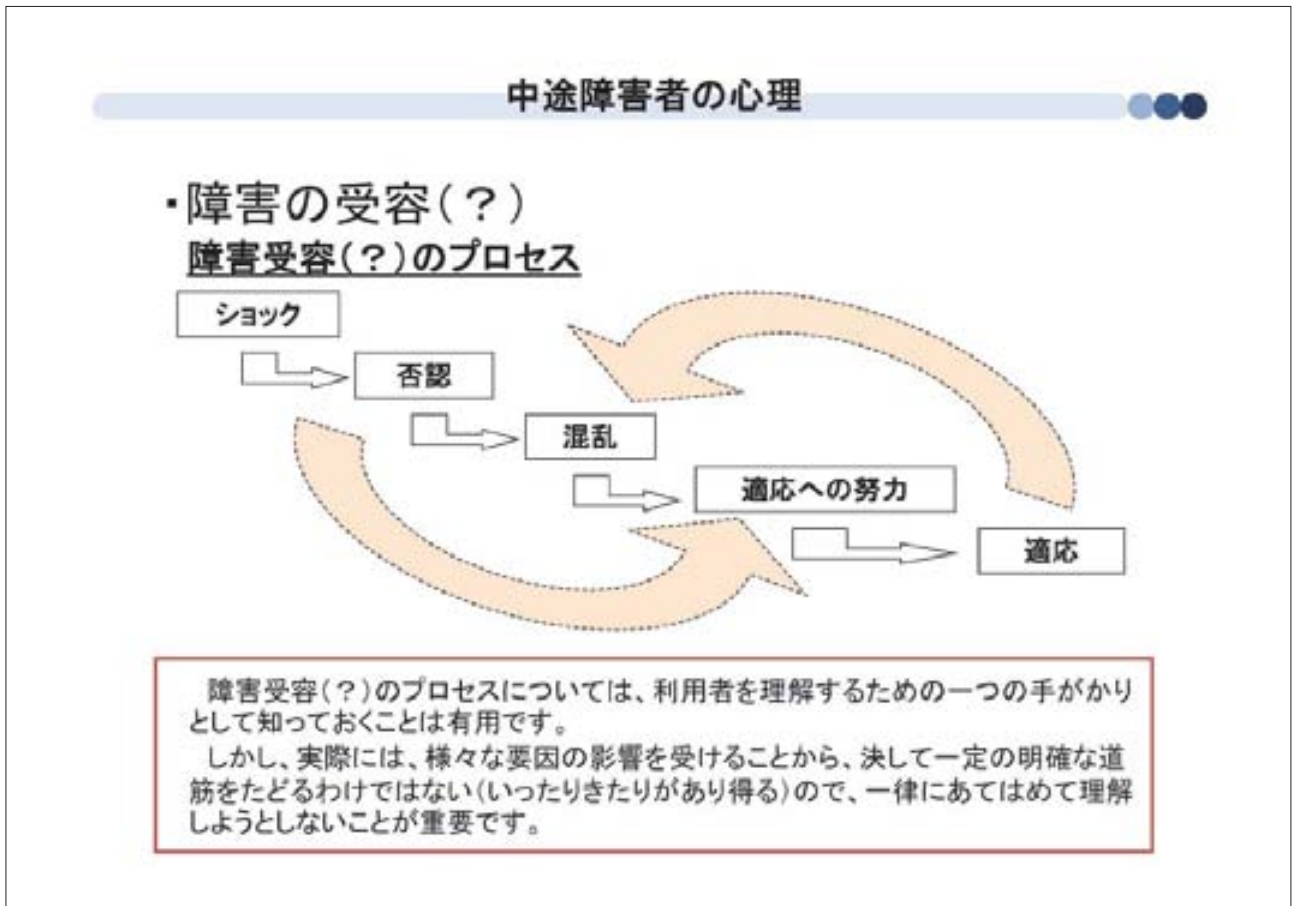 中途障害者の心理
・障害の受容(？)
障害受容(？)のプロセス
ショック
否認
混乱
適応への努力
適応
障害受容(？)のプロセスについては、利用者を理解するための一つの手がかり
として知っておくことは有用です。
しかし、実際には、様々な要因の影響を受けることから、決して一定の明確な道
筋をたどるわけではない(いったりきたりがあり得る)ので、一律にあてはめて理解
しようとしないことが重要です。